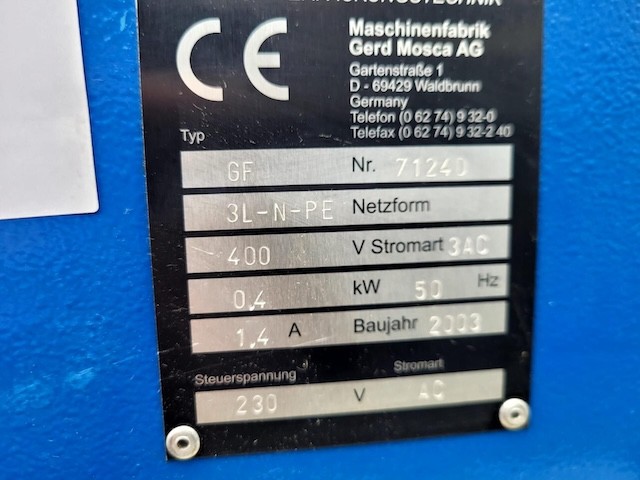 CE
Maschinenfabrik
Gerd Mosca AG
Gartenstraße 1
D - 69429 Waldbrunn
Germany
Telefon (0 62 74) 9 32-0
Telefax (0 62 74) 9 32-2 40
Typ
GF Nr. 71240
3L-N-PE Netzform
400 V Stromart 3AC
0,4 kW 50 Hz
1,4 A Baujahr 2003
Steuerspannung Stromart
230 V AC